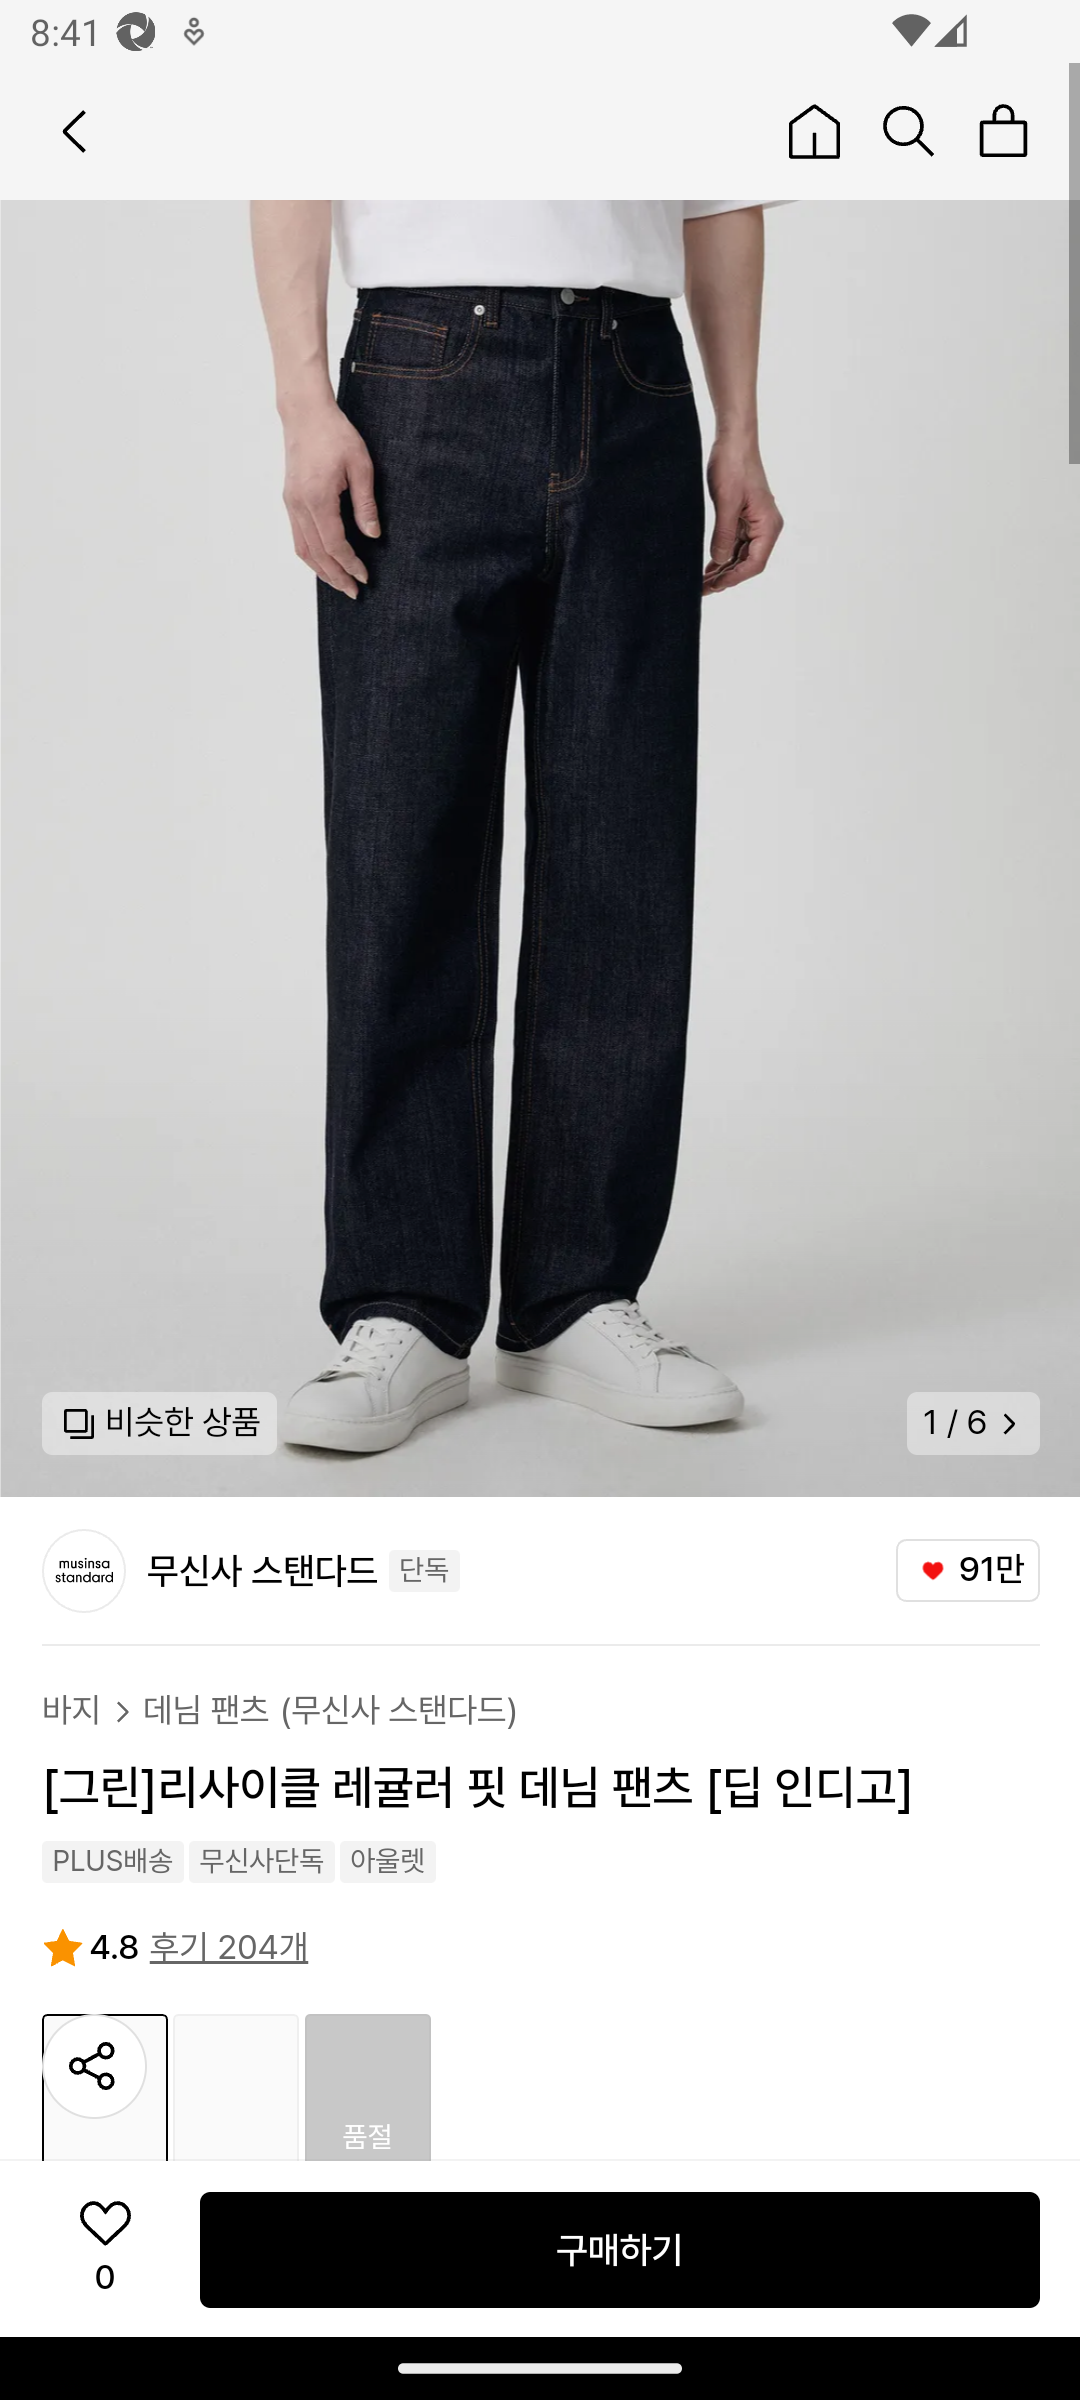 8:41
비슷한 상품
1 / 6
musinsa
standard
무신사 스탠다드
단독
91만
바지 > 데님 팬츠 (무신사 스탠다드)
[그린]리사이클 레귤러 핏 데님 팬츠 [딥 인디고]
PLUS배송 무신사단독 아울렛
4.8 후기 204개
품절
0
구매하기